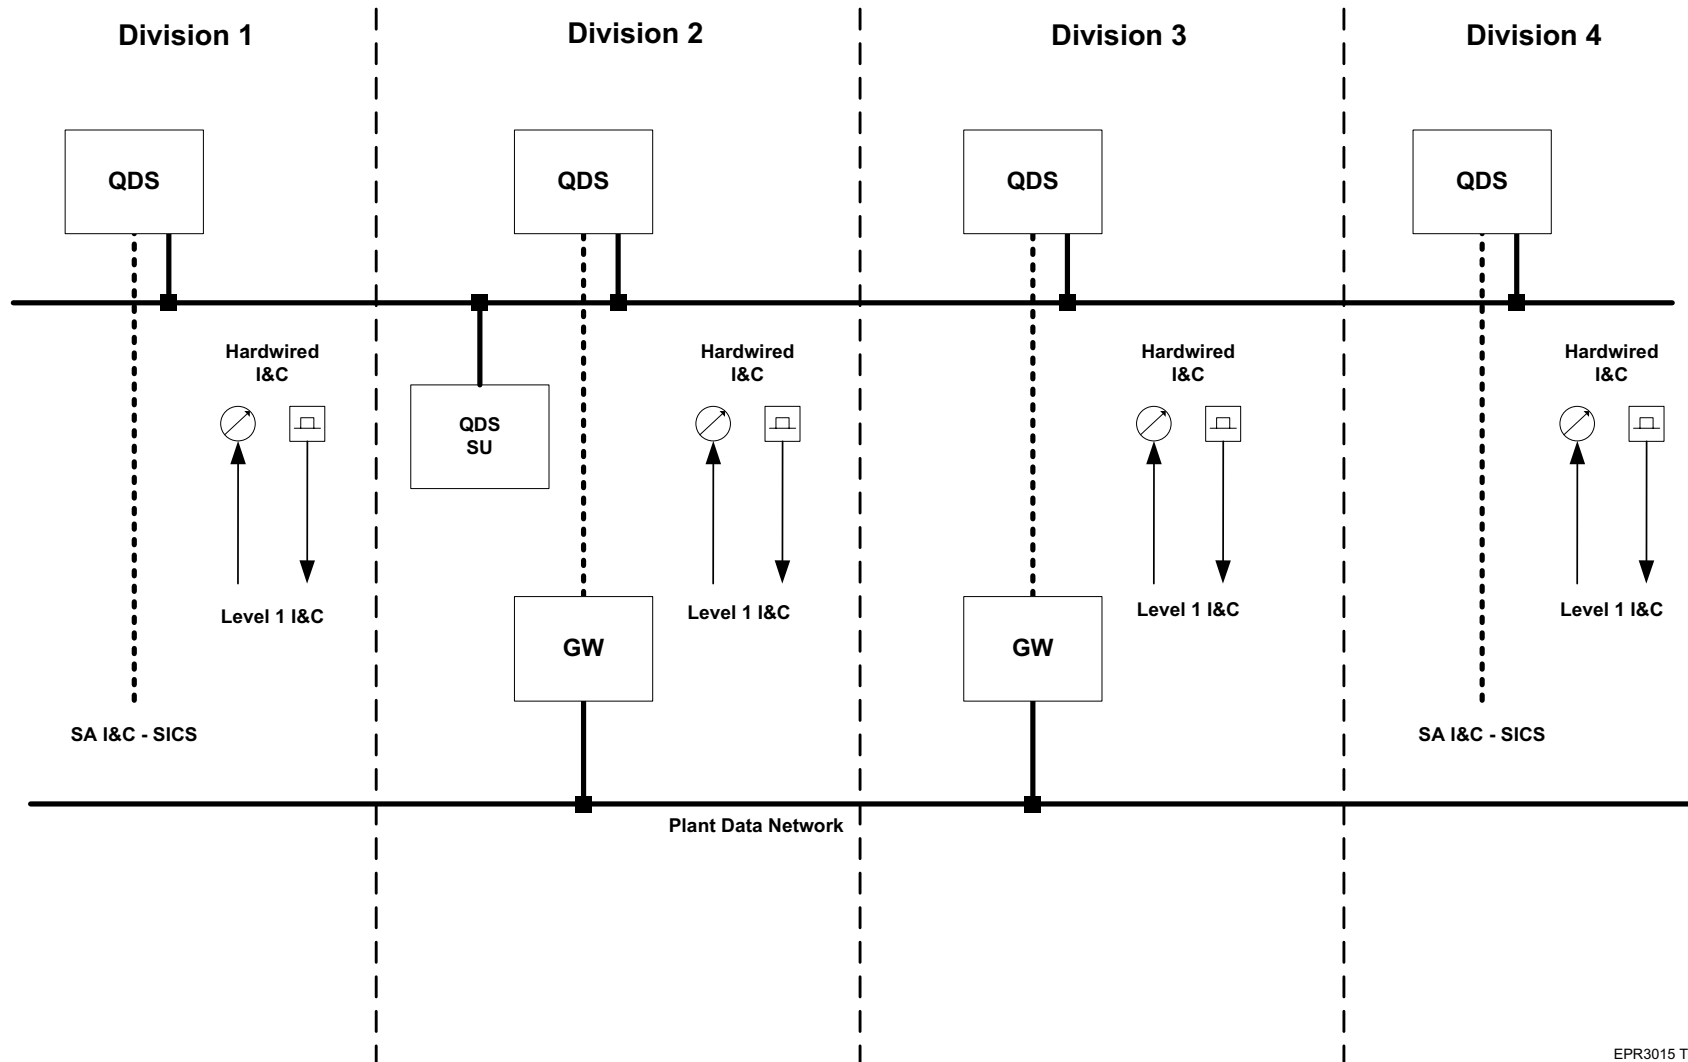 Division 1
Division 2
Division 3
Division 4
QDS
QDS
QDS
QDS
Hardwired
I&C
Hardwired
I&C
Hardwired
I&C
Hardwired
I&C
QDS
SU
Level 1 I&C
Level 1 I&C
Level 1 I&C
Level 1 I&C
GW
GW
SA I&C - SICS
SA I&C - SICS
Plant Data Network
EPR3015 T